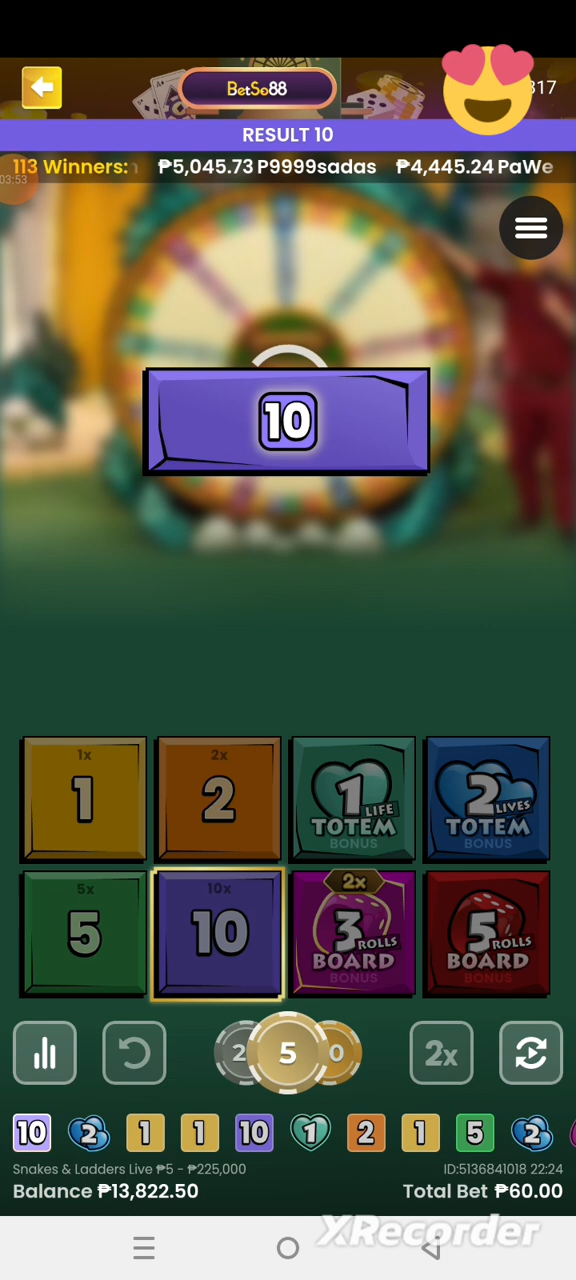 BetSo88
317
RESULT 10
113 Winners: ₱5,045.73 P9999sadas ₱4,445.24 PaWe
03:53
10
1x
1
2x
2
1 LIFE
TOTEM
BONUS
2 LIVES
TOTEM
BONUS
5x
5
10x
10
2x
3 ROLLS
BOARD
BONUS
5 ROLLS
BOARD
BONUS
2 5 0
2x
10 2 1 1 10 1 2 1 5 2
Snakes & Ladders Live ₱5 - ₱225,000
ID:5136841018 22:24
Balance ₱13,822.50
Total Bet ₱60.00
XRecorder